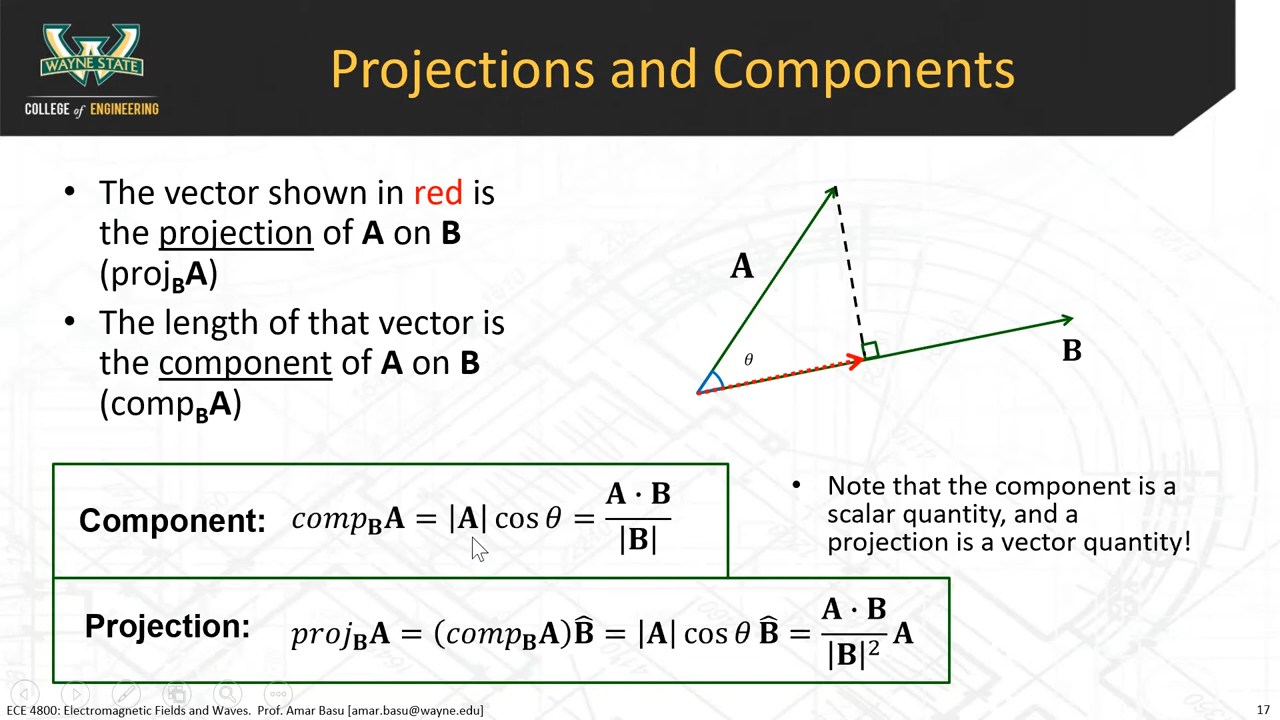 WAYNE STATE
COLLEGE of ENGINEERING
Projections and Components
• The vector shown in red is
the projection of A on B
(proj_B A)
• The length of that vector is
the component of A on B
(comp_B A)
A
θ
B
Component: comp_B A = |A| cos θ = (A · B) / |B|
• Note that the component is a
scalar quantity, and a
projection is a vector quantity!
Projection: proj_B A = (comp_B A) B̂ = |A| cos θ B̂ = (A · B) / |B|² A
ECE 4800: Electromagnetic Fields and Waves. Prof. Amar Basu [amar.basu@wayne.edu]
17